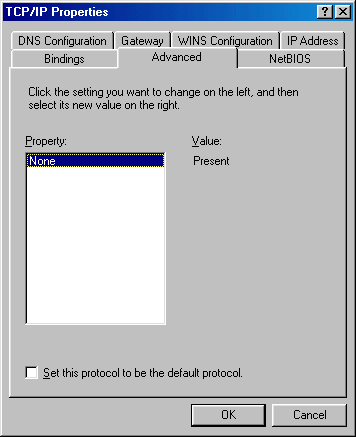 TCP/IP Properties
DNS Configuration Gateway WINS Configuration IP Address
Bindings Advanced NetBIOS
Click the setting you want to change on the left, and then
select its new value on the right.
Property: Value:
None Present
Set this protocol to be the default protocol.
OK Cancel